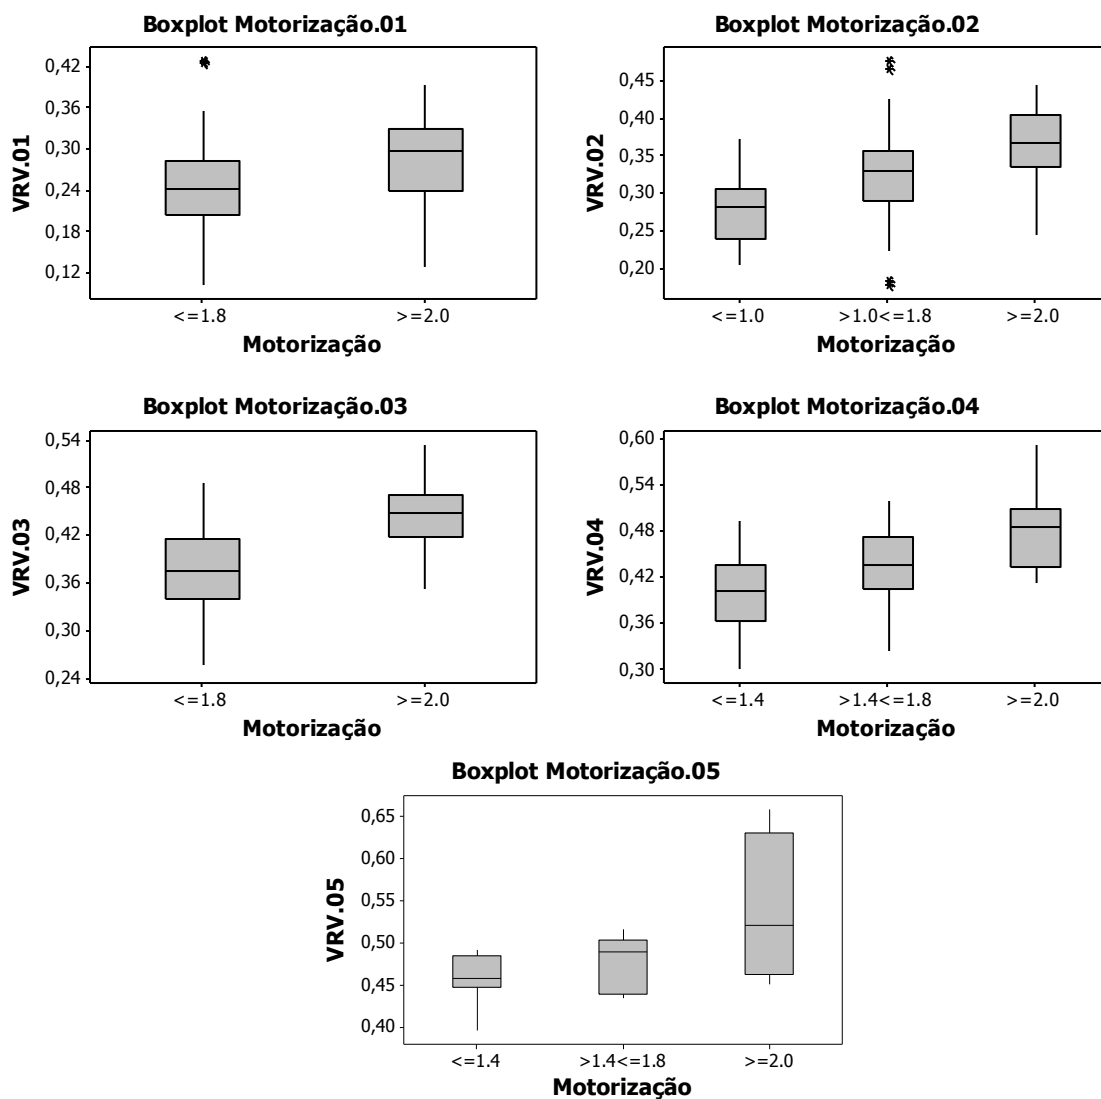 Boxplot Motorização.01
VRV.01
0,42
0,36
0,30
0,24
0,18
0,12
<=1.8 >=2.0
Motorização
Boxplot Motorização.02
VRV.02
0,45
0,40
0,35
0,30
0,25
0,20
<=1.0 >1.0<=1.8 >=2.0
Motorização
Boxplot Motorização.03
VRV.03
0,54
0,48
0,42
0,36
0,30
0,24
<=1.8 >=2.0
Motorização
Boxplot Motorização.04
VRV.04
0,60
0,54
0,48
0,42
0,36
0,30
<=1.4 >1.4<=1.8 >=2.0
Motorização
Boxplot Motorização.05
VRV.05
0,65
0,60
0,55
0,50
0,45
0,40
<=1.4 >1.4<=1.8 >=2.0
Motorização